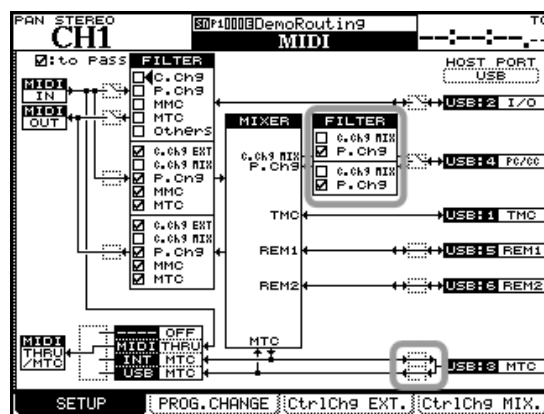 PAN STEREO
CH1
P1000 DemoRouting
MIDI
--:--:--.
☑:to Pass
FILTER
C.Chg
P.Chg
MMC
MTC
Others
MIDI IN
MIDI OUT
C.Chg EXT
C.Chg MIX
P.Chg
MMC
MTC
C.Chg EXT
C.Chg MIX
P.Chg
MMC
MTC
MIXER
C.Chg MIX
P.Chg
TMC
REM1
REM2
MTC
FILTER
C.Chg MIX
P.Chg
C.Chg MIX
P.Chg
HOST PORT
USB
USB:2 I/O
USB:4 PC/CC
USB:1 TMC
USB:5 REM1
USB:6 REM2
USB:3 MTC
MIDI THRU /MTC
---- OFF
MIDI THRU
INT MTC
USB MTC
SETUP
PROG.CHANGE
CtrlChg EXT.
CtrlChg MIX.